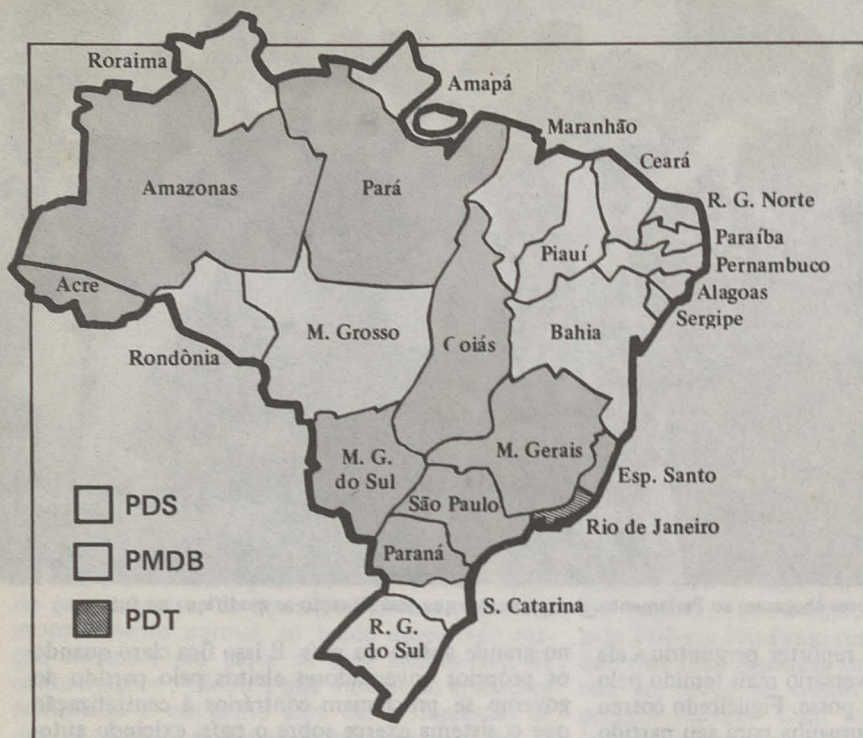 Roraima
Amapá
Maranhão
Ceará
Amazonas
Pará
R. G. Norte
Paraíba
Piauí
Pernambuco
Acre
Alagoas
Sergipe
M. Grosso
Coiás
Bahia
Rondônia
M. Gerais
M. G.
do Sul
Esp. Santo
São Paulo
Rio de Janeiro
PDS
PMDB
Paraná
PDT
S. Catarina
R. G.
do Sul